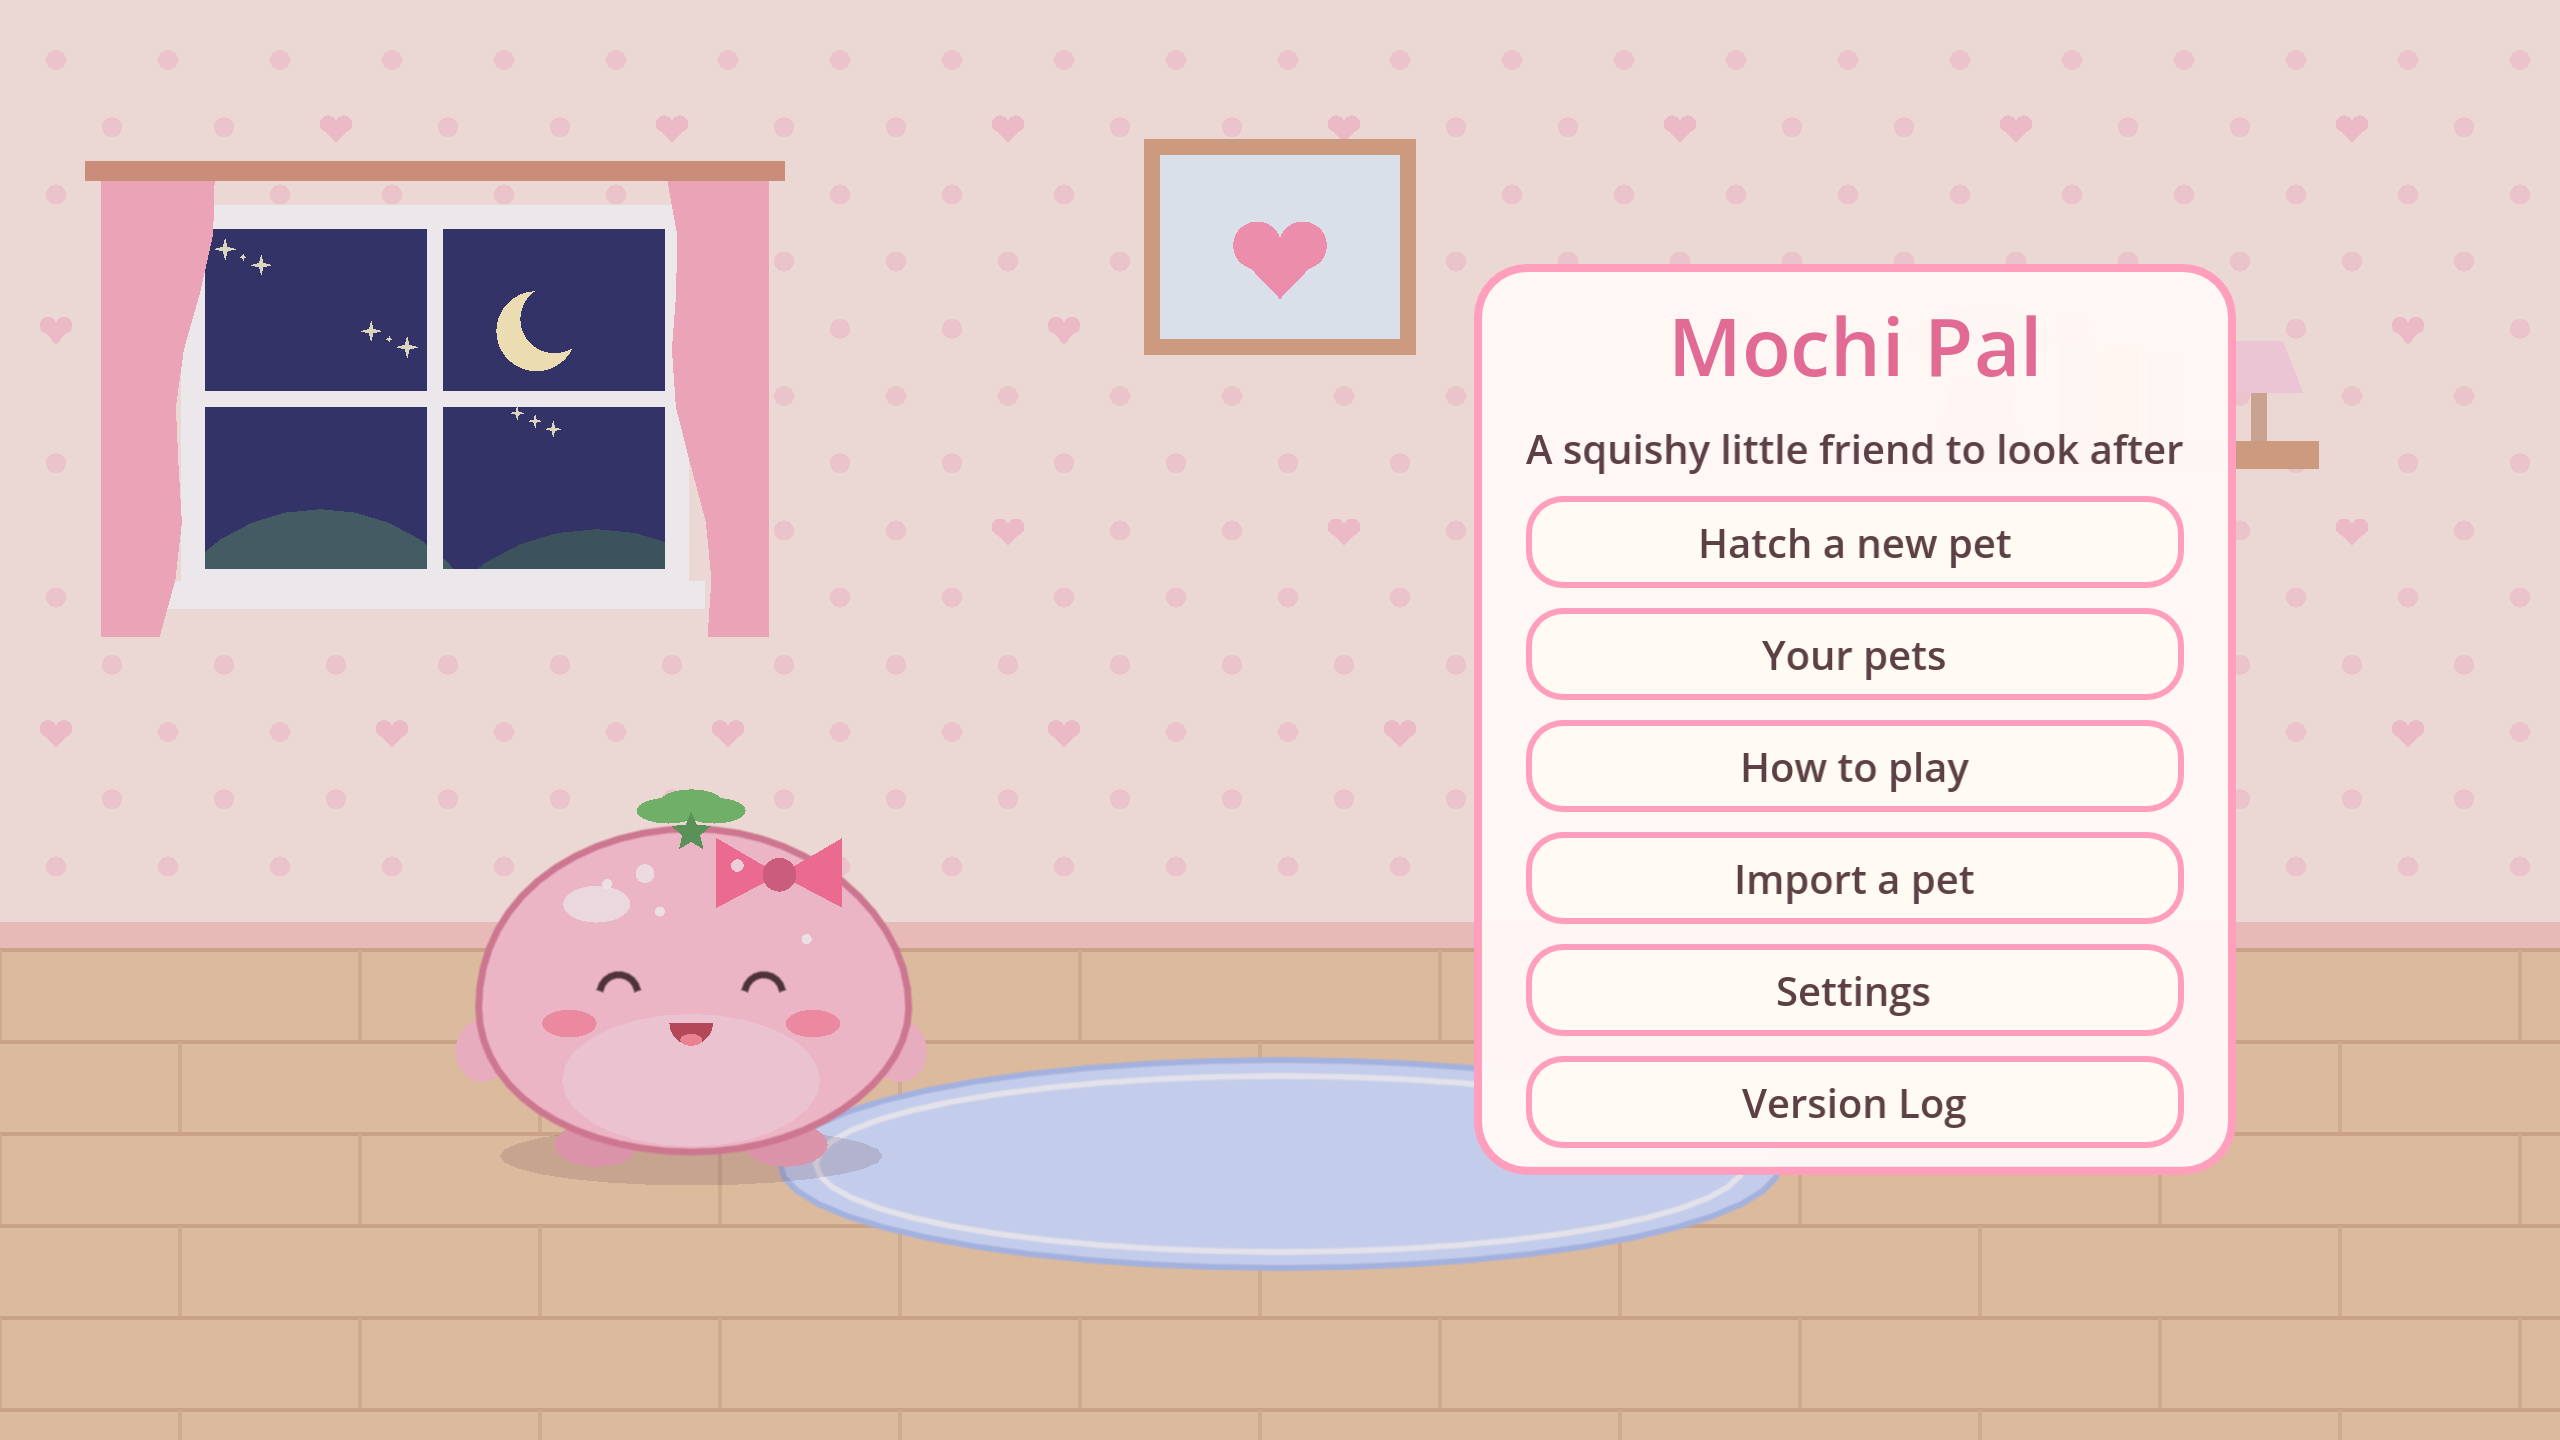 Mochi Pal
A squishy little friend to look after
Hatch a new pet
Your pets
How to play
Import a pet
Settings
Version Log